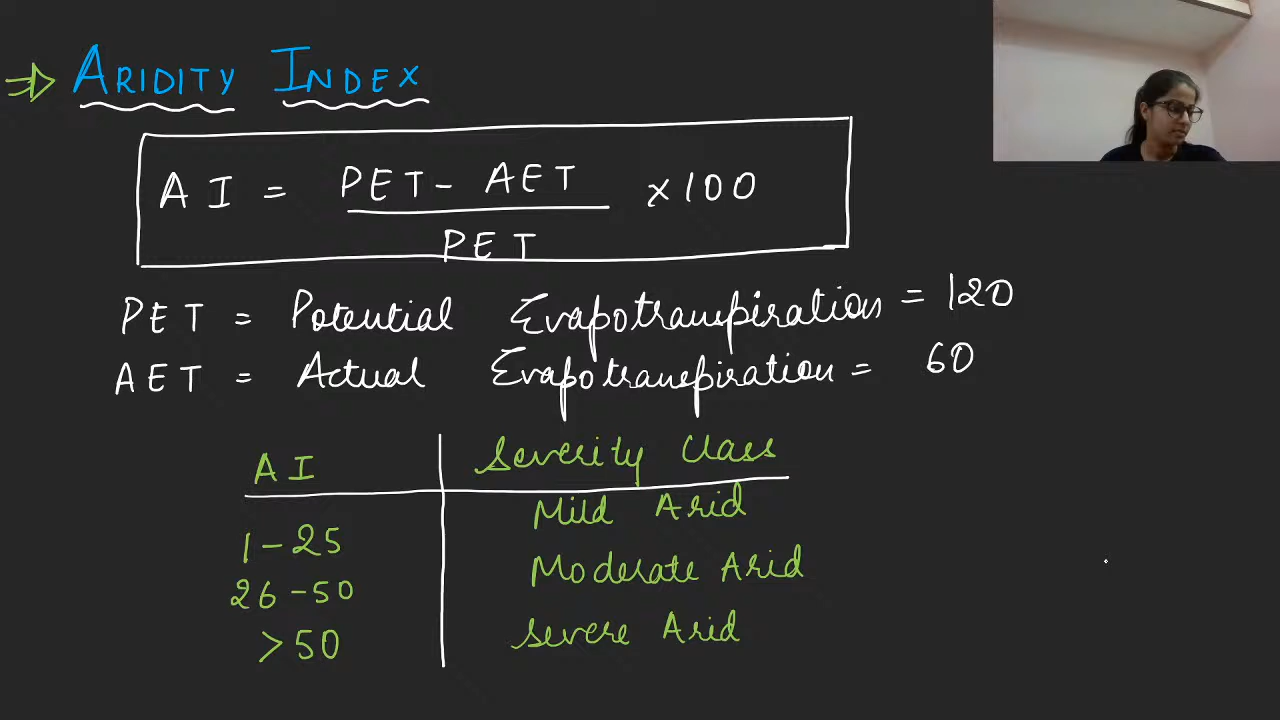 ⇒ ARIDITY INDEX
AI = PET - AET / PET × 100
PET = Potential Evapotranspiration = 120
AET = Actual Evapotranspiration = 60
AI | Severity Class
1-25 | Mild Arid
26-50 | Moderate Arid
>50 | Severe Arid